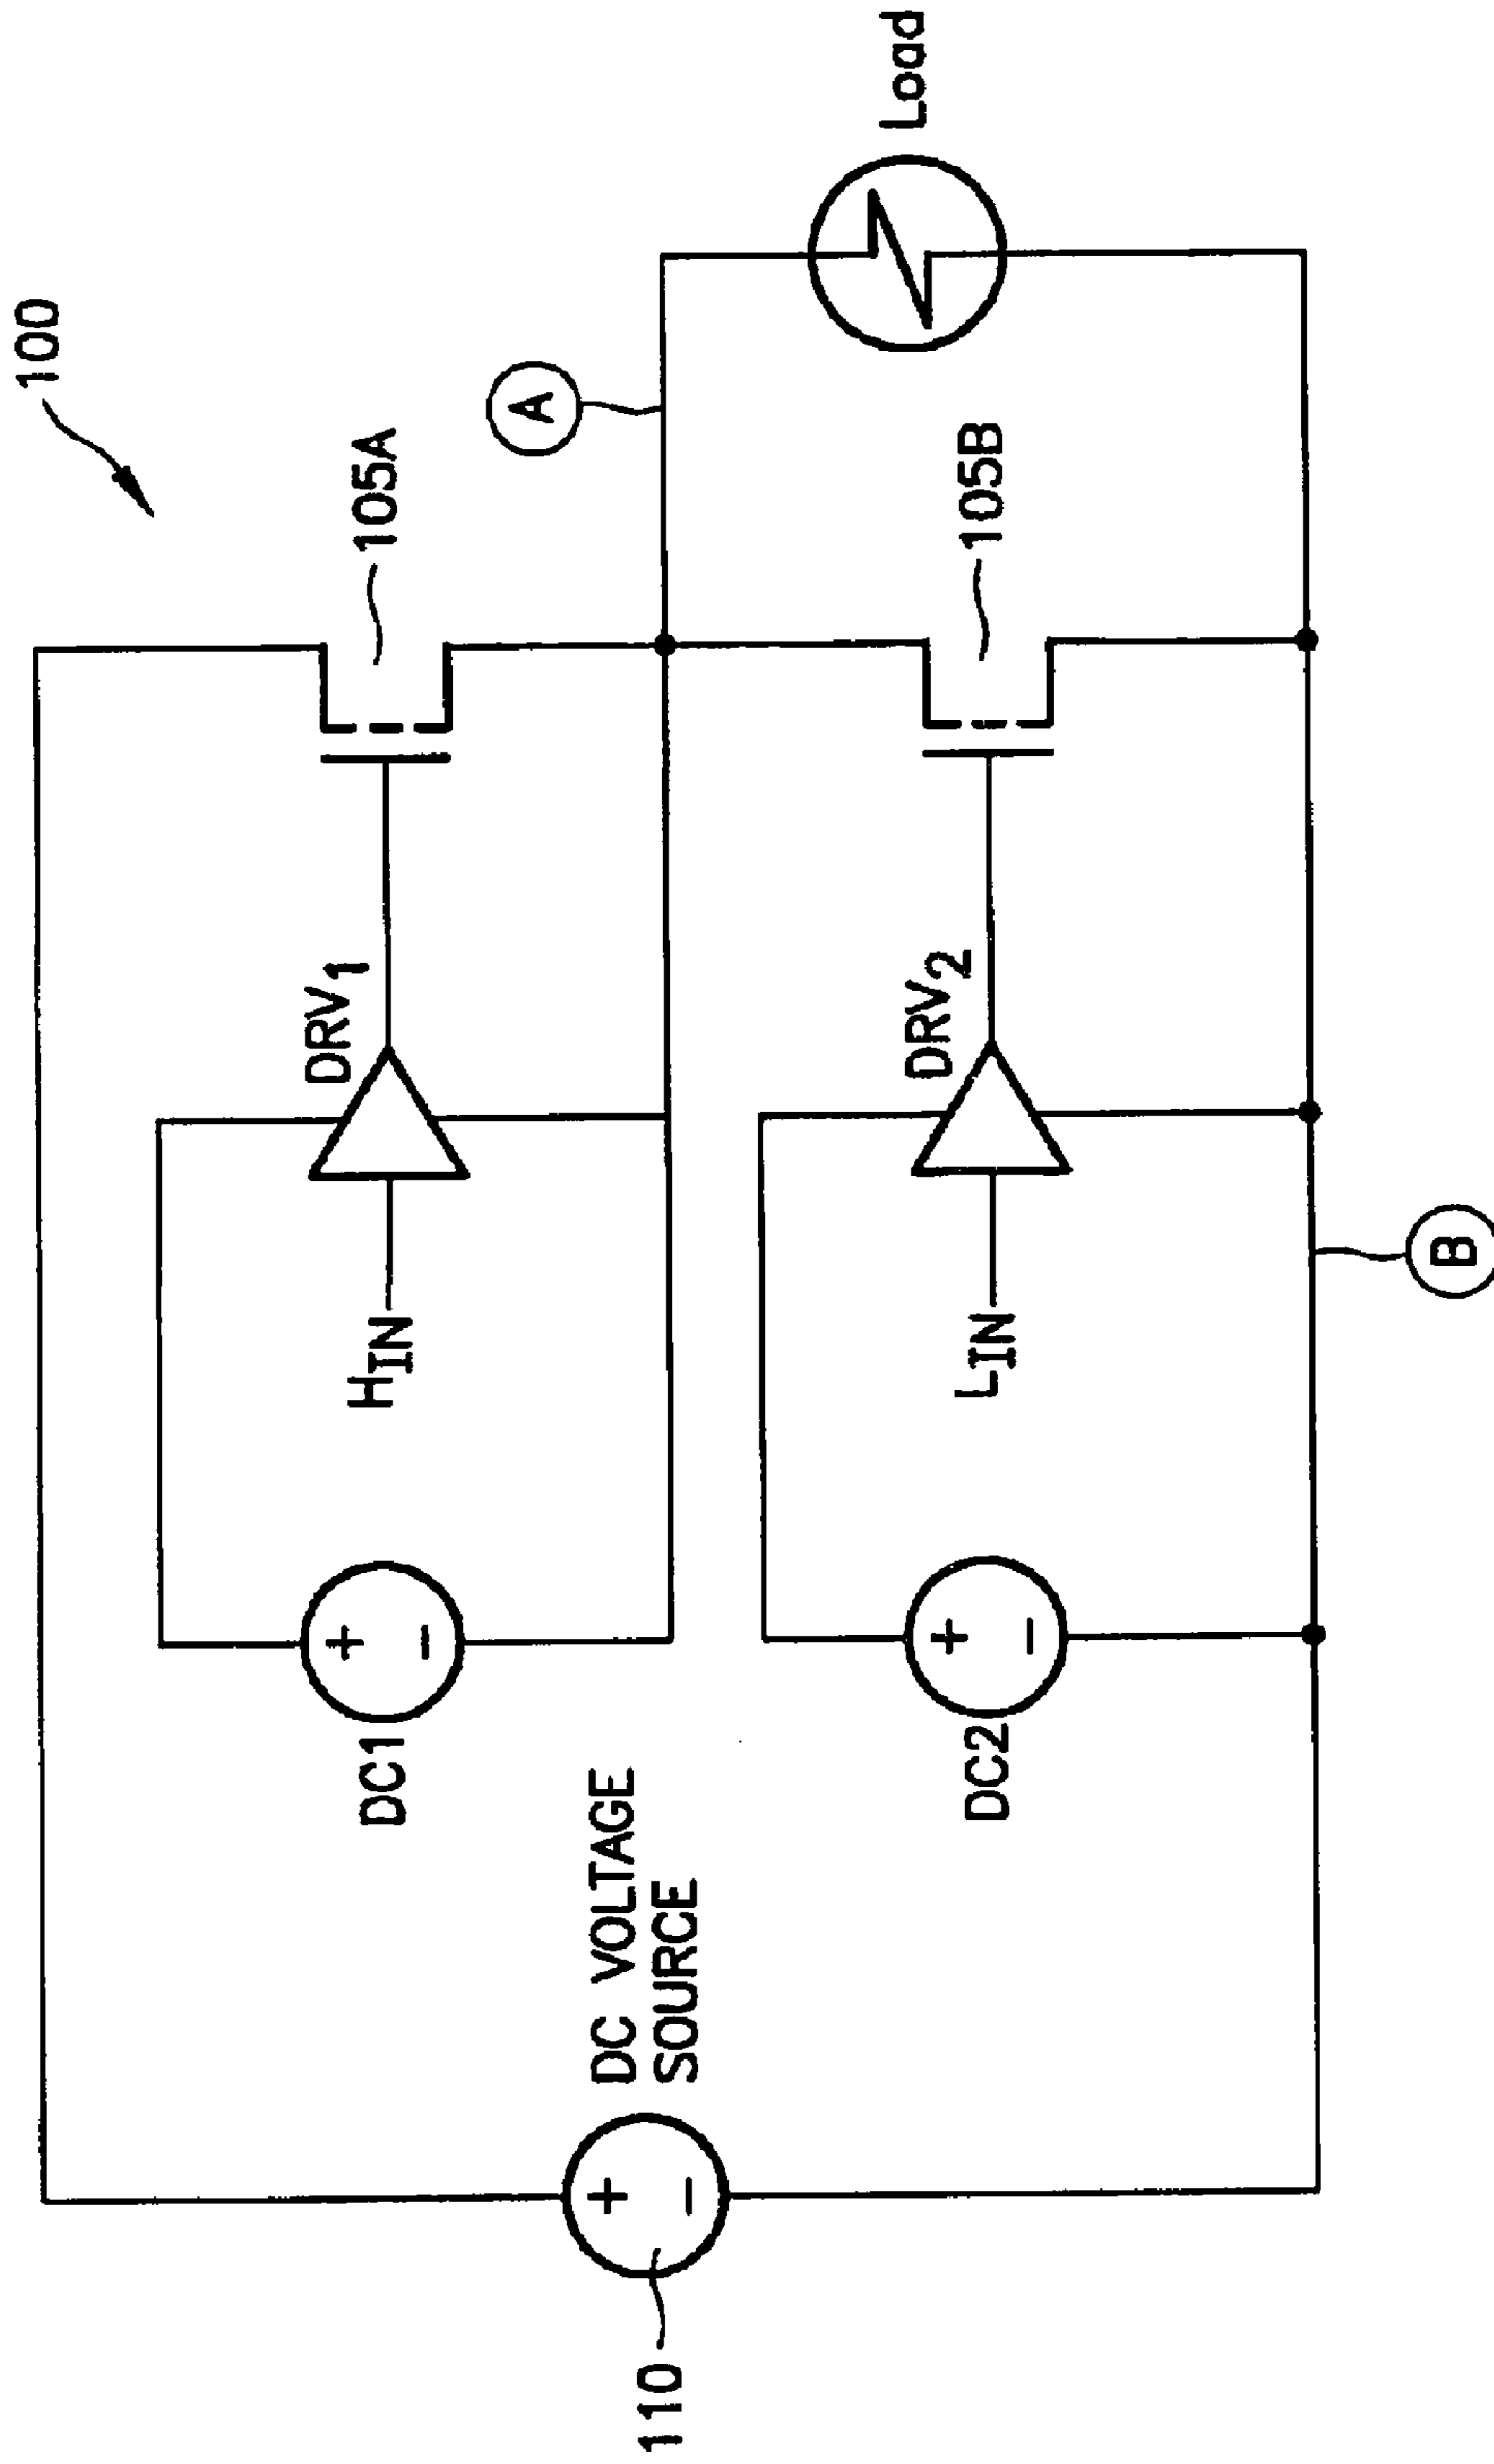 100
105A
A
Load
DRV1
HIN
DC1
DC VOLTAGE
SOURCE
110
105B
DRV2
LIN
DC2
B
+
−
+
−
+
−